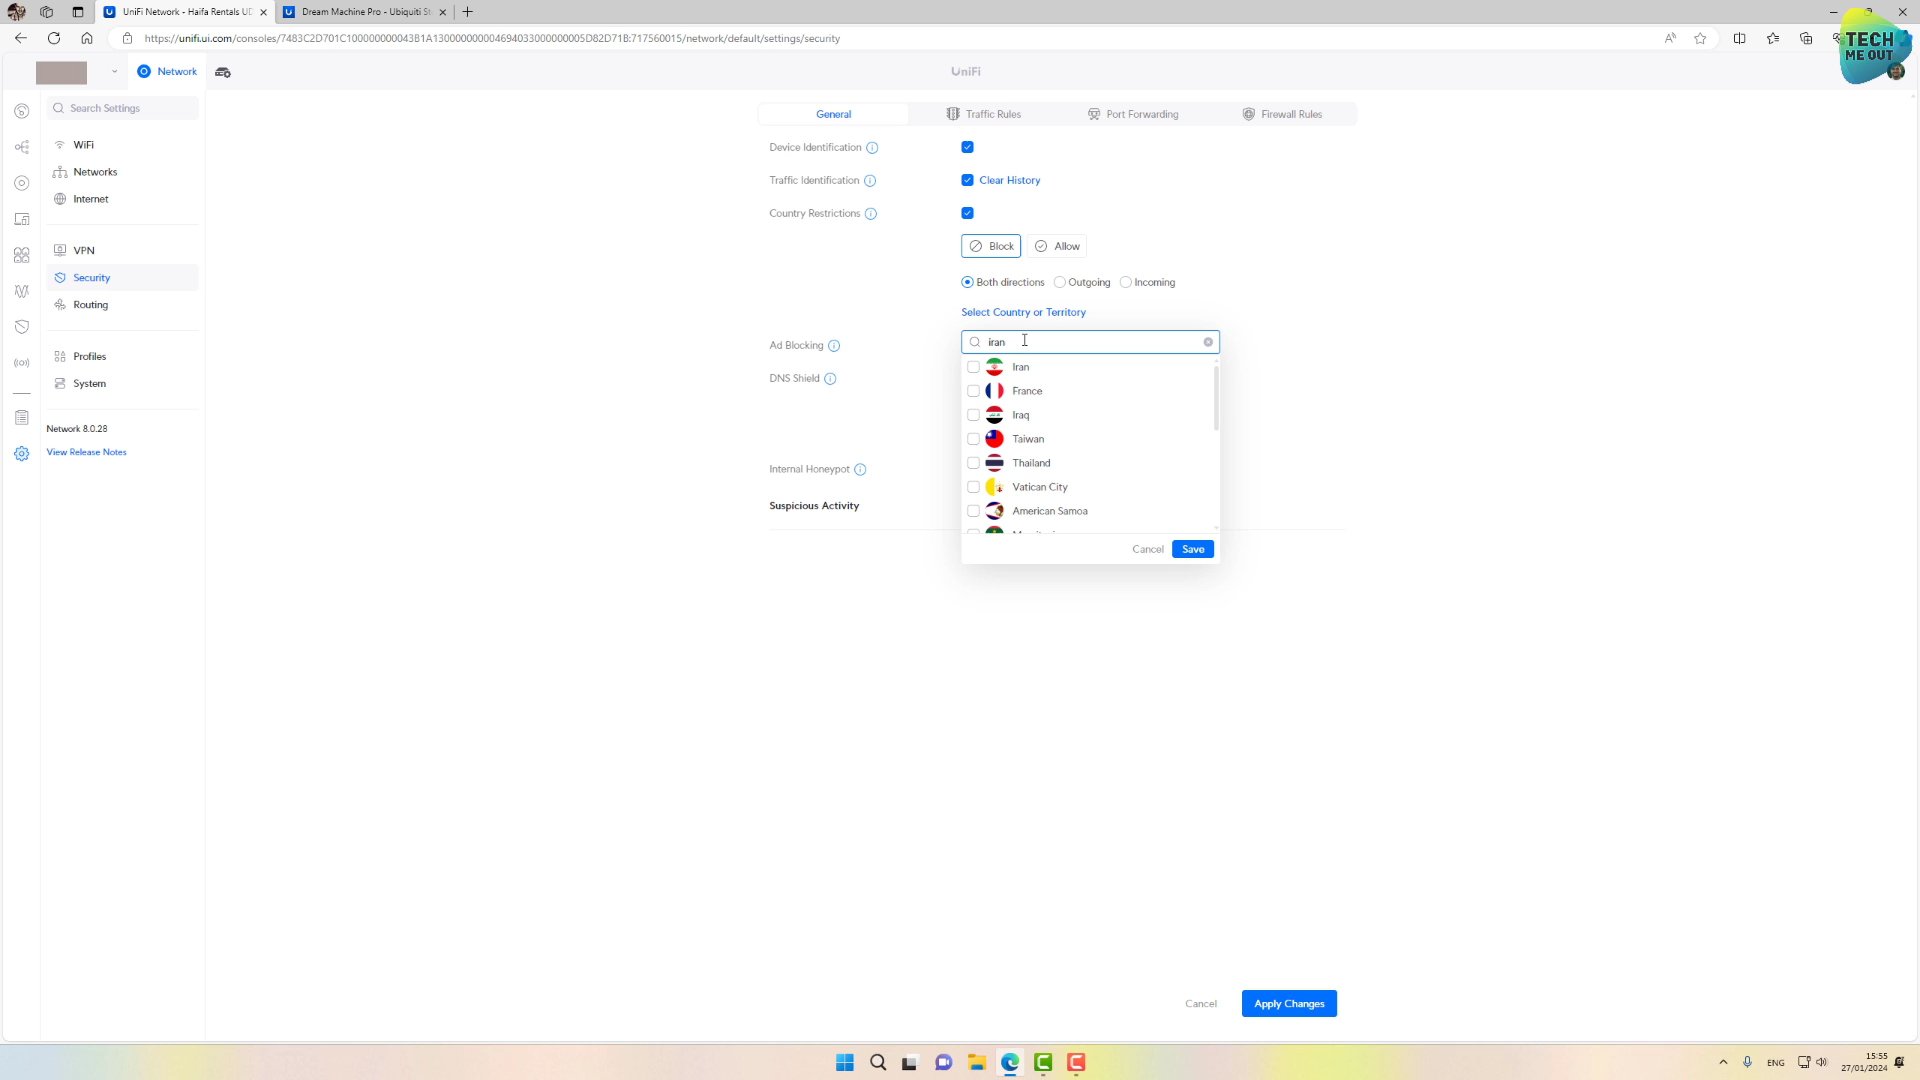 UniFi Network - Haifa Rentals UD
Dream Machine Pro - Ubiquiti St
https://unifi.ui.com/consoles/7483C2D701C10000000043B1A1300000000046940330000000005D82D71B:717560015/network/default/settings/security
TECH
ME OUT
Network
UniFi
Search Settings
General
Traffic Rules
Port Forwarding
Firewall Rules
WiFi
Networks
Internet
VPN
Security
Routing
Profiles
System
Network 8.0.28
View Release Notes
Device Identification
Traffic Identification
Clear History
Country Restrictions
Block
Allow
Both directions
Outgoing
Incoming
Select Country or Territory
iran
Ad Blocking
DNS Shield
Internal Honeypot
Suspicious Activity
Iran
France
Iraq
Taiwan
Thailand
Vatican City
American Samoa
Cancel
Save
Cancel
Apply Changes
ENG
15:55
27/01/2024